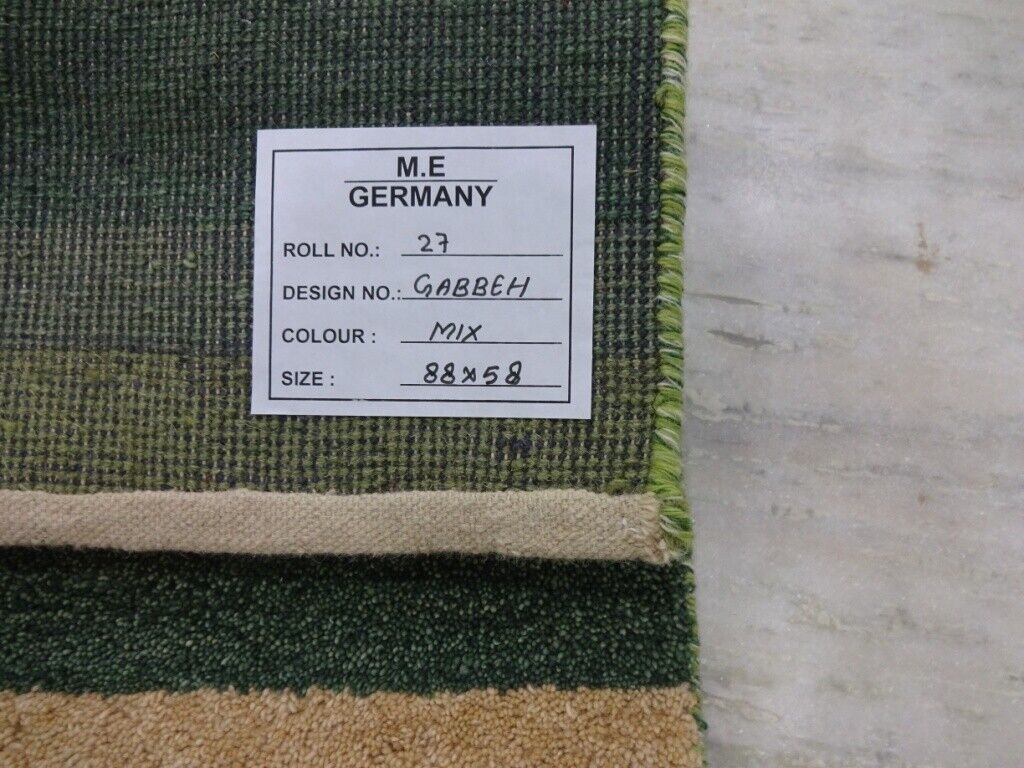 M.E
GERMANY
ROLL NO.: 27
DESIGN NO.: GABBEH
COLOUR : MIX
SIZE : 88x58